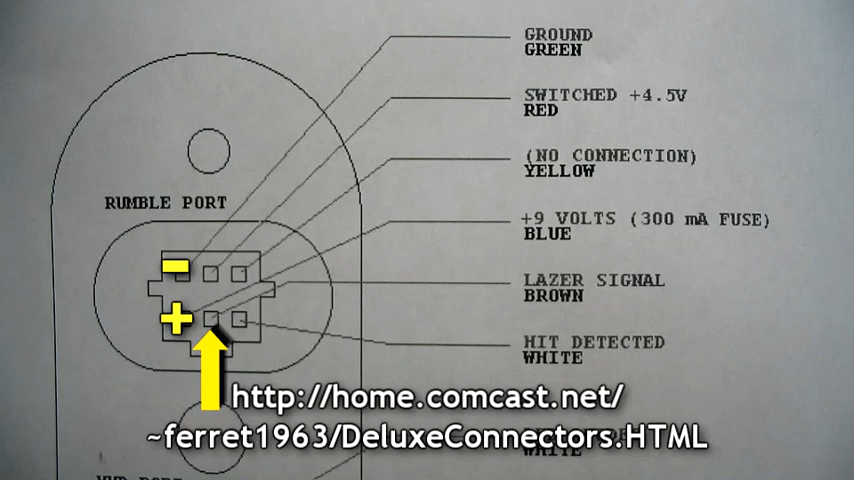 GROUND
GREEN
SWITCHED +4.5V
RED
(NO CONNECTION)
YELLOW
RUMBLE PORT
+9 VOLTS (300 mA FUSE)
BLUE
LAZER SIGNAL
BROWN
HIT DETECTED
WHITE
http://home.comcast.net/
~ferret1963/DeluxeConnectors.HTML
WHITE